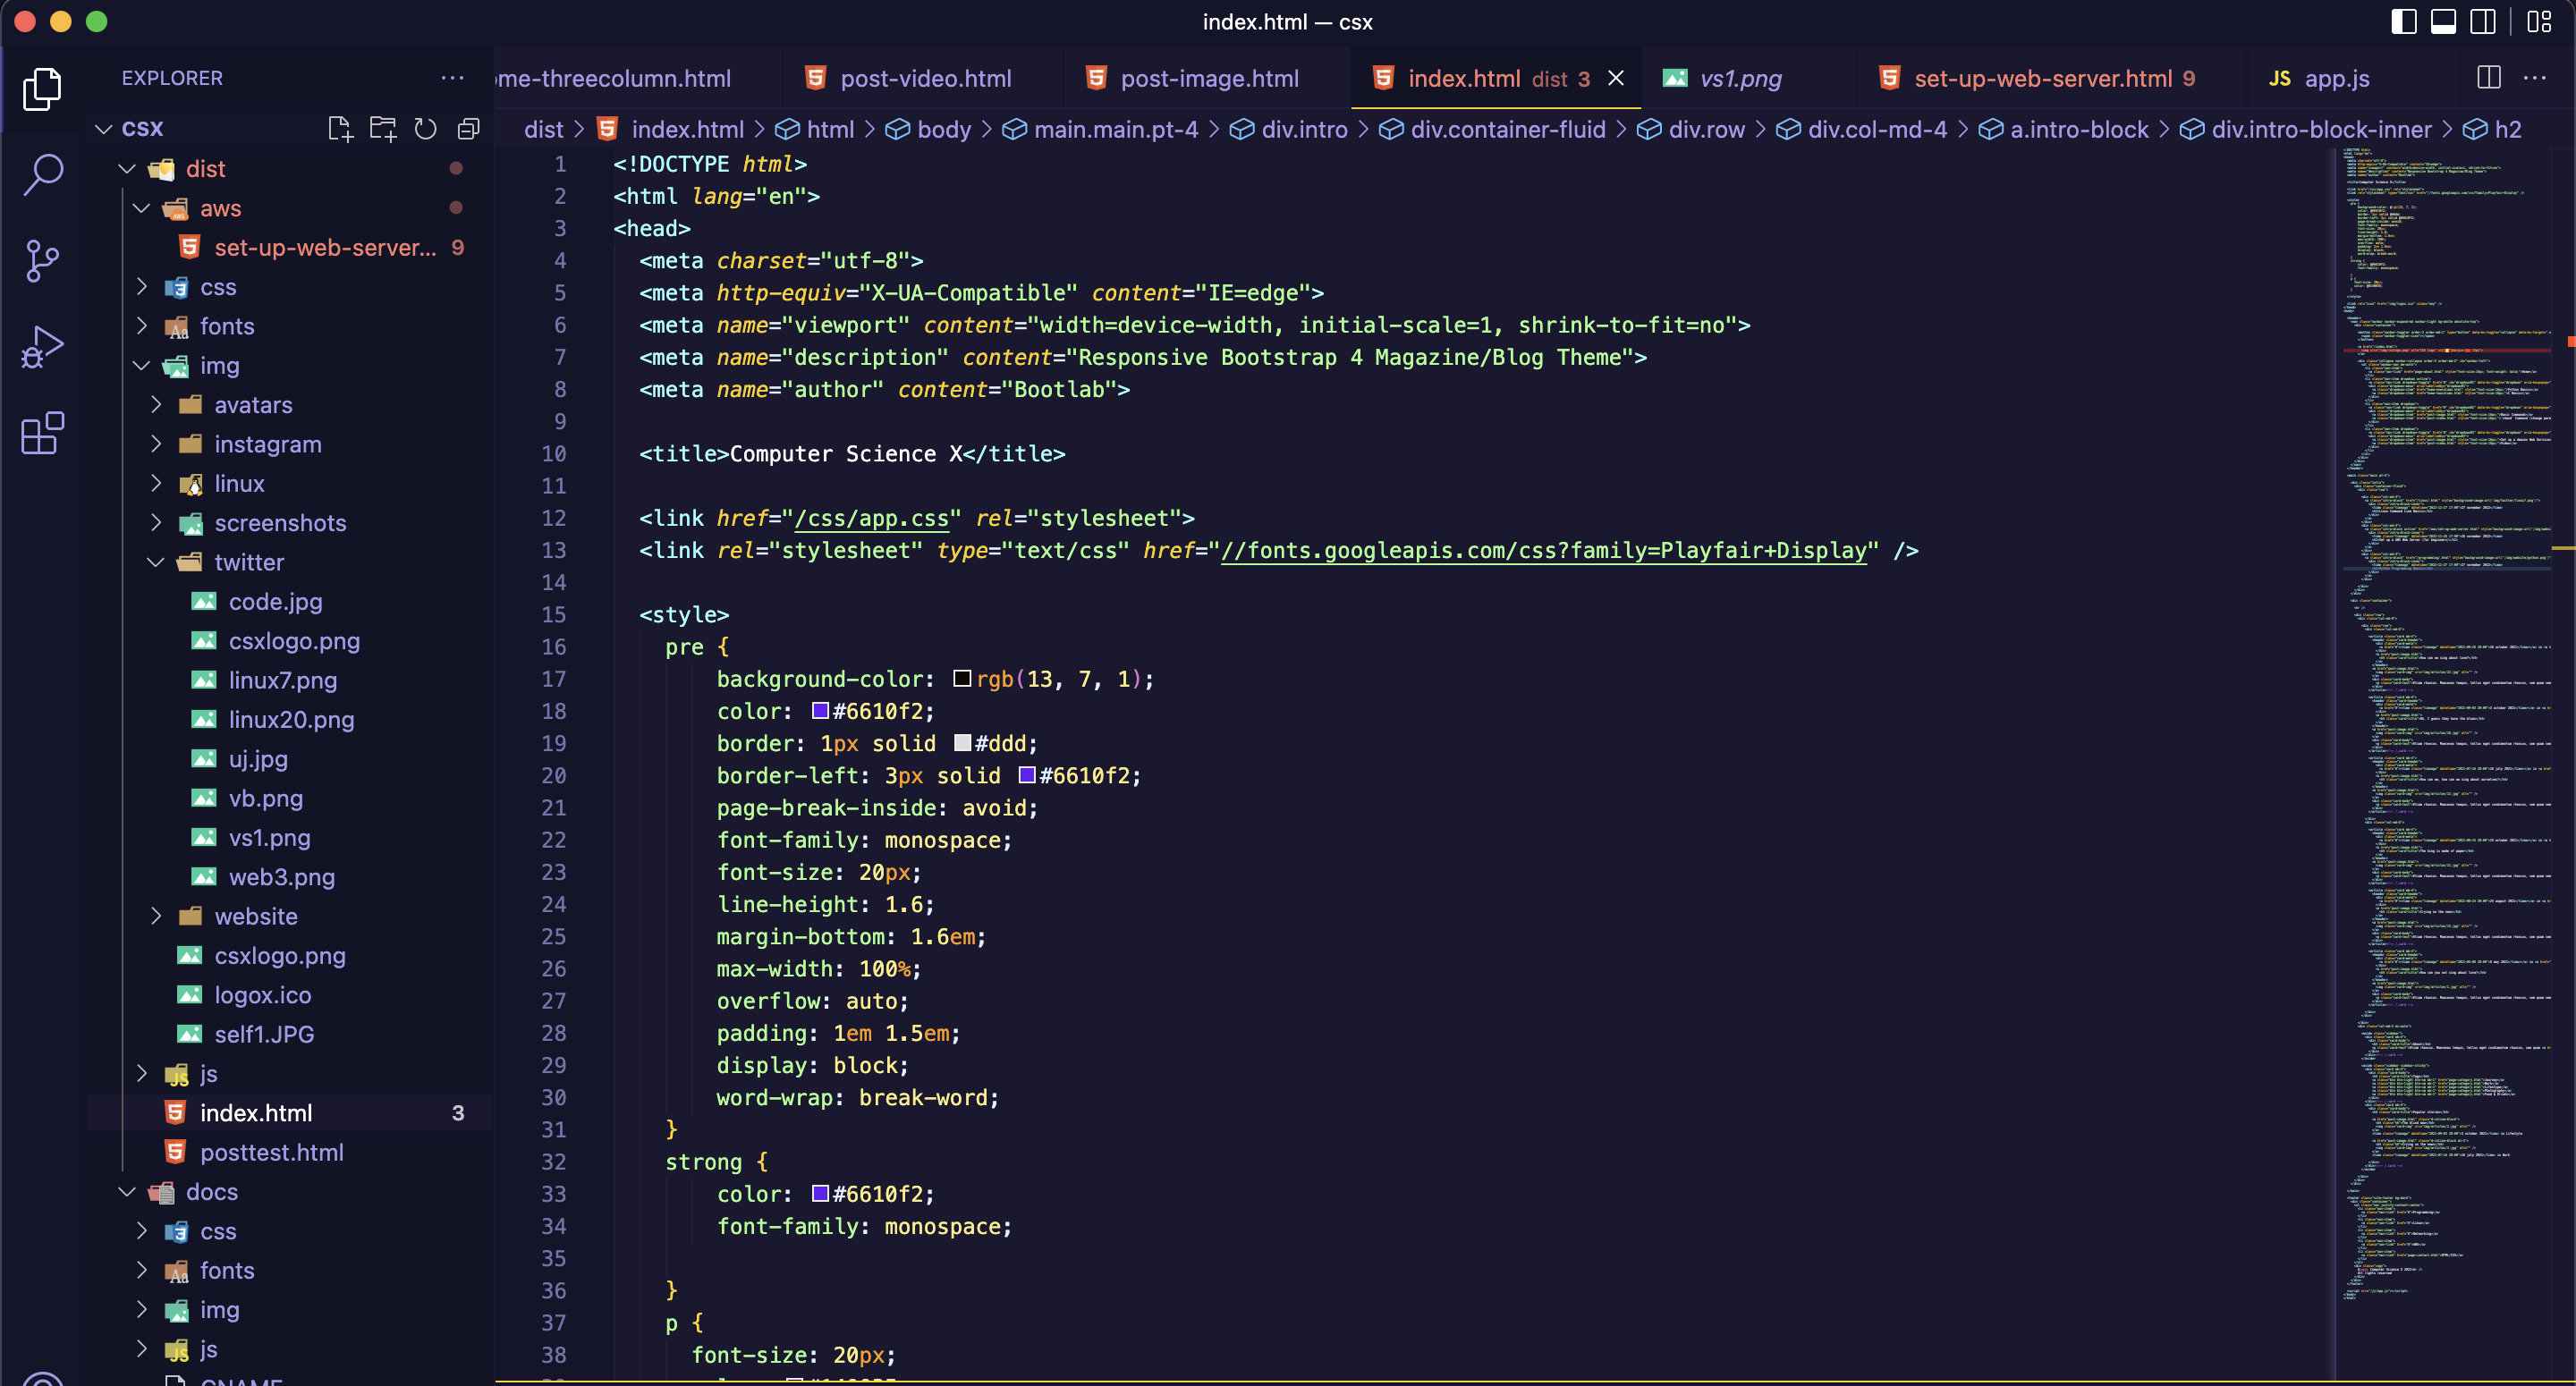 index.html — csx
EXPLORER
ome-threecolumn.html
post-video.html
post-image.html
index.html dist 3
vs1.png
set-up-web-server.html 9
JS app.js
CSX
dist > index.html > html > body > main.main.pt-4 > div.intro > div.container-fluid > div.row > div.col-md-4 > a.intro-block > div.intro-block-inner > h2
dist
aws
set-up-web-server... 9
css
fonts
img
avatars
instagram
linux
screenshots
twitter
code.jpg
csxlogo.png
linux7.png
linux20.png
uj.jpg
vb.png
vs1.png
web3.png
website
csxlogo.png
logox.ico
self1.JPG
js
index.html 3
posttest.html
docs
css
fonts
img
js
CNAME
1 <!DOCTYPE html>
2 <html lang="en">
3 <head>
4 <meta charset="utf-8">
5 <meta http-equiv="X-UA-Compatible" content="IE=edge">
6 <meta name="viewport" content="width=device-width, initial-scale=1, shrink-to-fit=no">
7 <meta name="description" content="Responsive Bootstrap 4 Magazine/Blog Theme">
8 <meta name="author" content="Bootlab">
9
10 <title>Computer Science X</title>
11
12 <link href="/css/app.css" rel="stylesheet">
13 <link rel="stylesheet" type="text/css" href="//fonts.googleapis.com/css?family=Playfair+Display" />
14
15 <style>
16 pre {
17 background-color: rgb(13, 7, 1);
18 color: #6610f2;
19 border: 1px solid #ddd;
20 border-left: 3px solid #6610f2;
21 page-break-inside: avoid;
22 font-family: monospace;
23 font-size: 20px;
24 line-height: 1.6;
25 margin-bottom: 1.6em;
26 max-width: 100%;
27 overflow: auto;
28 padding: 1em 1.5em;
29 display: block;
30 word-wrap: break-word;
31 }
32 strong {
33 color: #6610f2;
34 font-family: monospace;
35
36 }
37 p {
38 font-size: 20px;